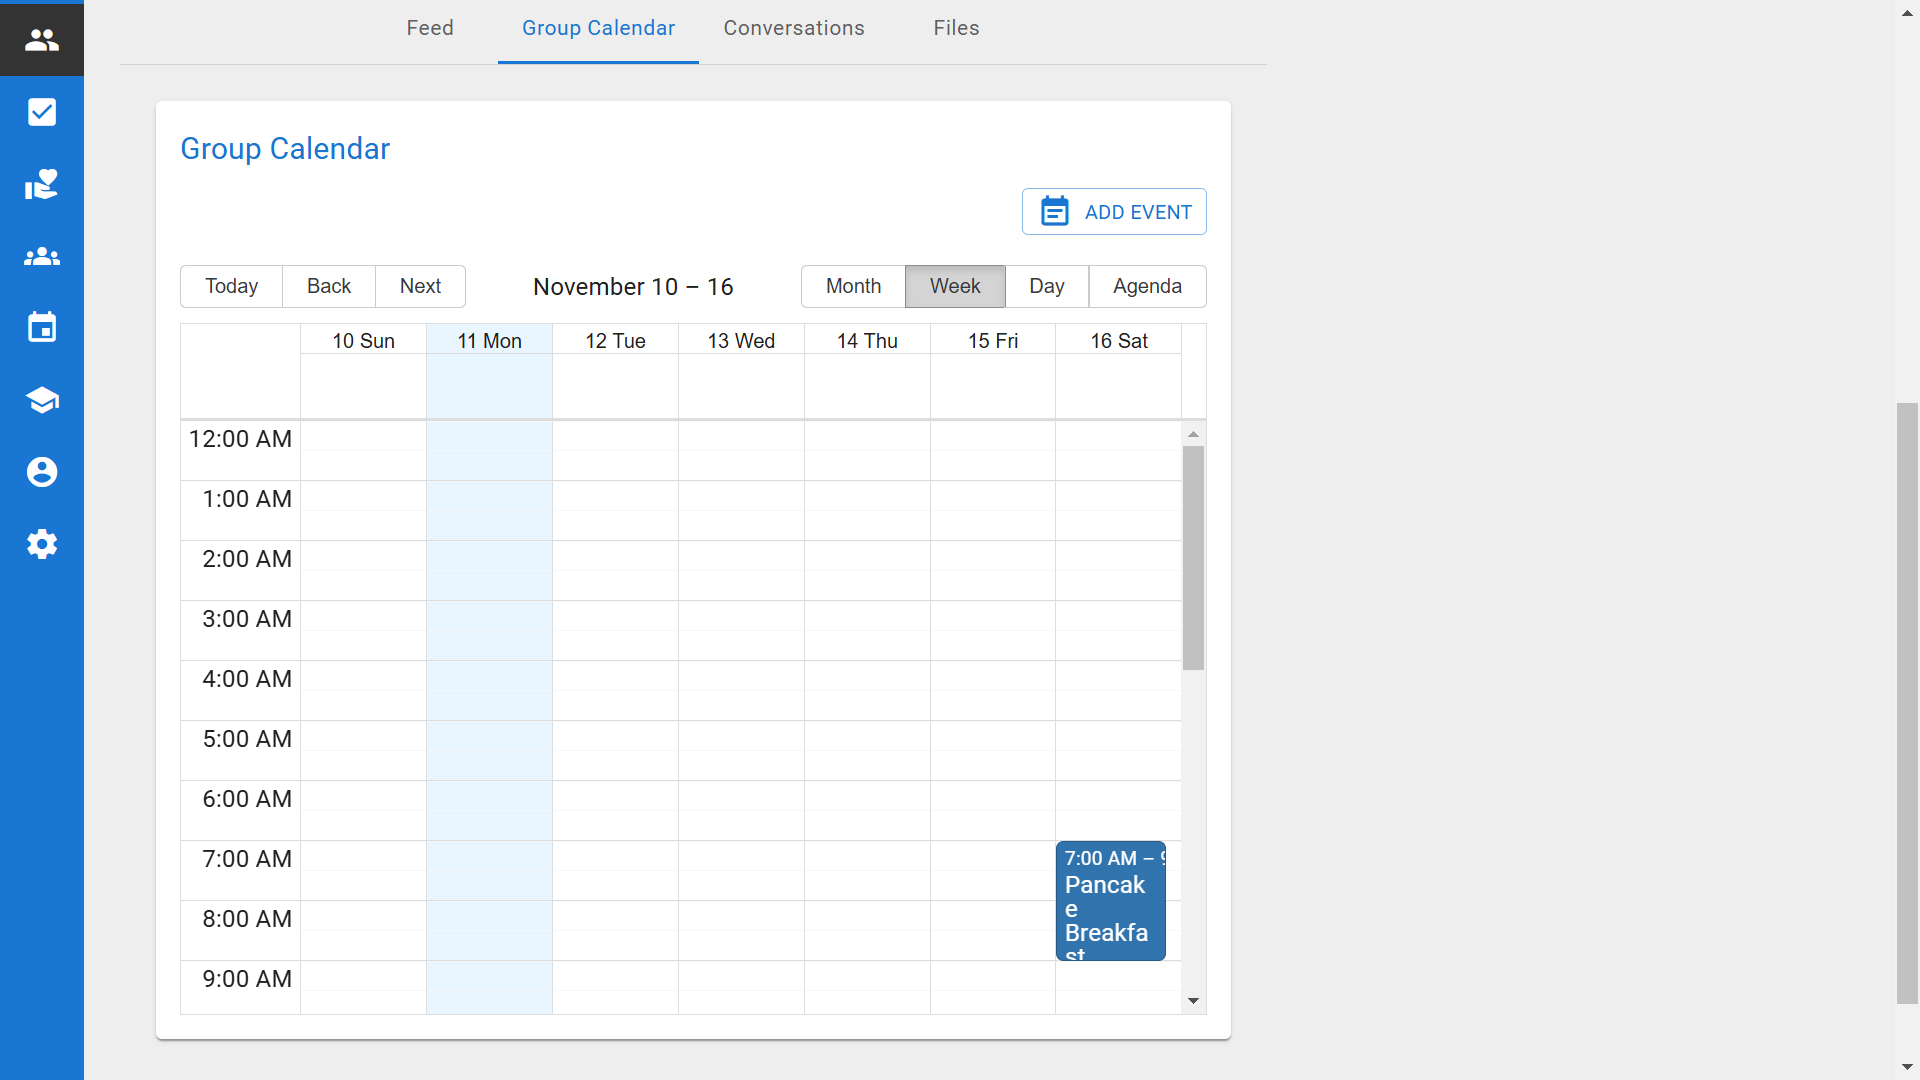 Feed Group Calendar Conversations Files
Group Calendar
ADD EVENT
Today Back Next November 10 – 16 Month Week Day Agenda
10 Sun 11 Mon 12 Tue 13 Wed 14 Thu 15 Fri 16 Sat
12:00 AM
1:00 AM
2:00 AM
3:00 AM
4:00 AM
5:00 AM
6:00 AM
7:00 AM
7:00 AM –
Pancak
e
Breakfa
st
8:00 AM
9:00 AM